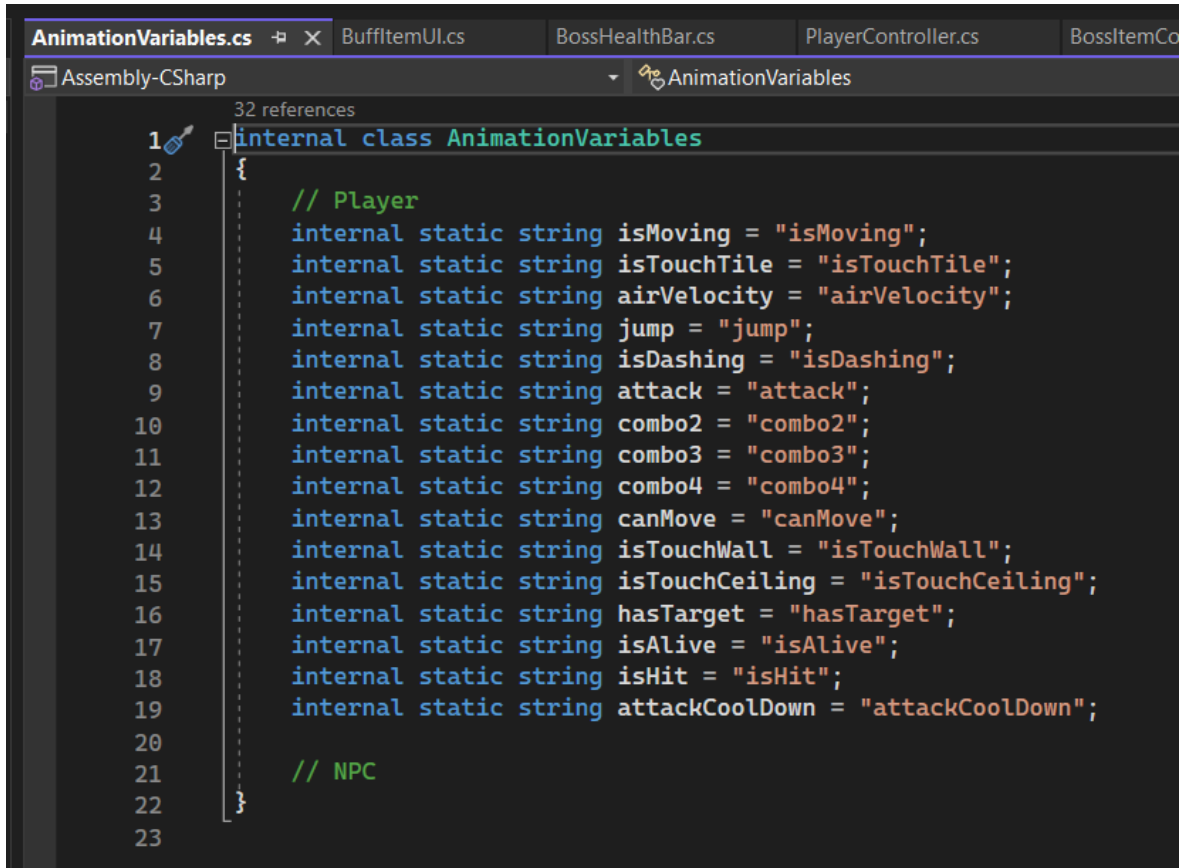 AnimationVariables.cs BuffItemUI.cs BossHealthBar.cs PlayerController.cs BossItemCo
Assembly-CSharp AnimationVariables
32 references
1 internal class AnimationVariables
2 {
3 // Player
4 internal static string isMoving = "isMoving";
5 internal static string isTouchTile = "isTouchTile";
6 internal static string airVelocity = "airVelocity";
7 internal static string jump = "jump";
8 internal static string isDashing = "isDashing";
9 internal static string attack = "attack";
10 internal static string combo2 = "combo2";
11 internal static string combo3 = "combo3";
12 internal static string combo4 = "combo4";
13 internal static string canMove = "canMove";
14 internal static string isTouchWall = "isTouchWall";
15 internal static string isTouchCeiling = "isTouchCeiling";
16 internal static string hasTarget = "hasTarget";
17 internal static string isAlive = "isAlive";
18 internal static string isHit = "isHit";
19 internal static string attackCoolDown = "attackCoolDown";
20
21 // NPC
22 }
23